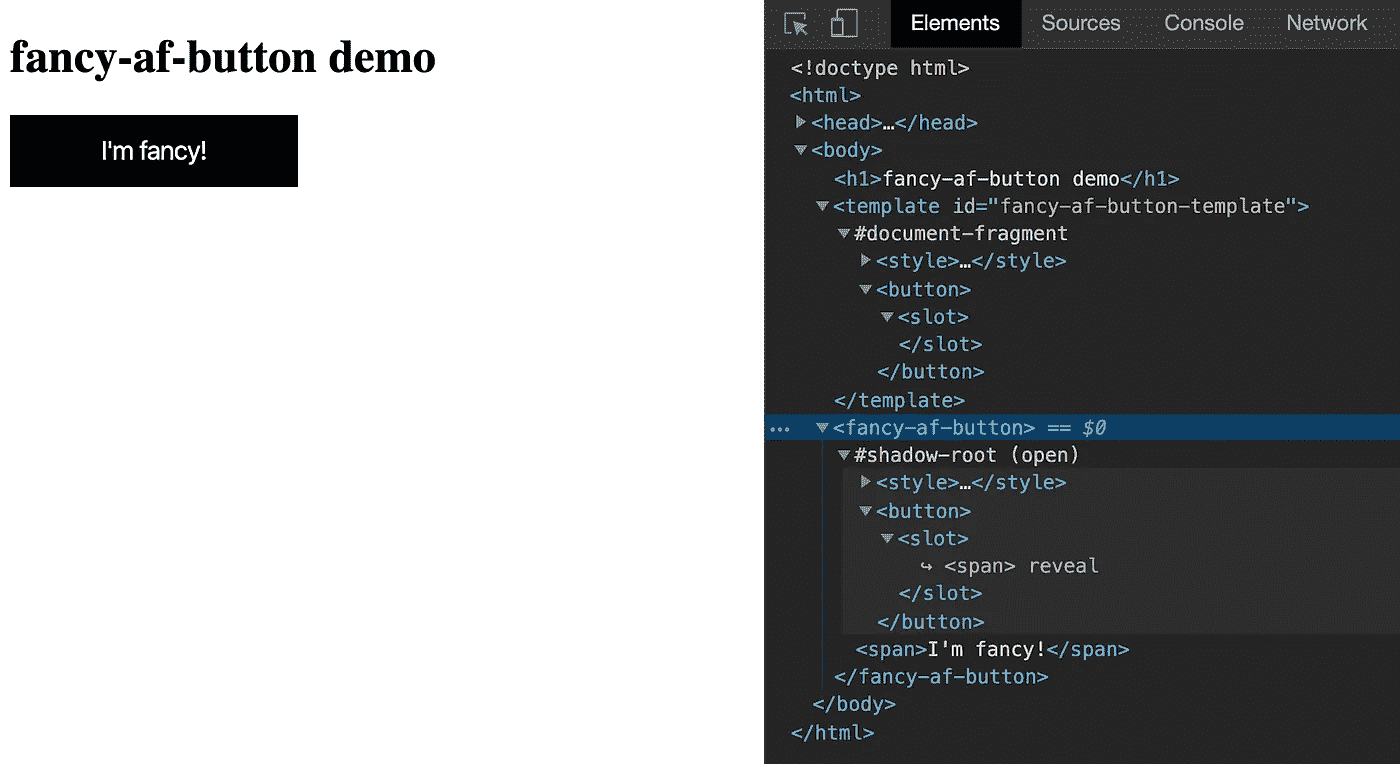 fancy-af-button demo
I'm fancy!
Elements Sources Console Network
<!doctype html>
<html>
<head>…</head>
<body>
<h1>fancy-af-button demo</h1>
<template id="fancy-af-button-template">
#document-fragment
<style>…</style>
<button>
<slot>
</slot>
</button>
</template>
… <fancy-af-button> == $0
#shadow-root (open)
<style>…</style>
<button>
<slot>
↪ <span> reveal
</slot>
</button>
<span>I'm fancy!</span>
</fancy-af-button>
</body>
</html>